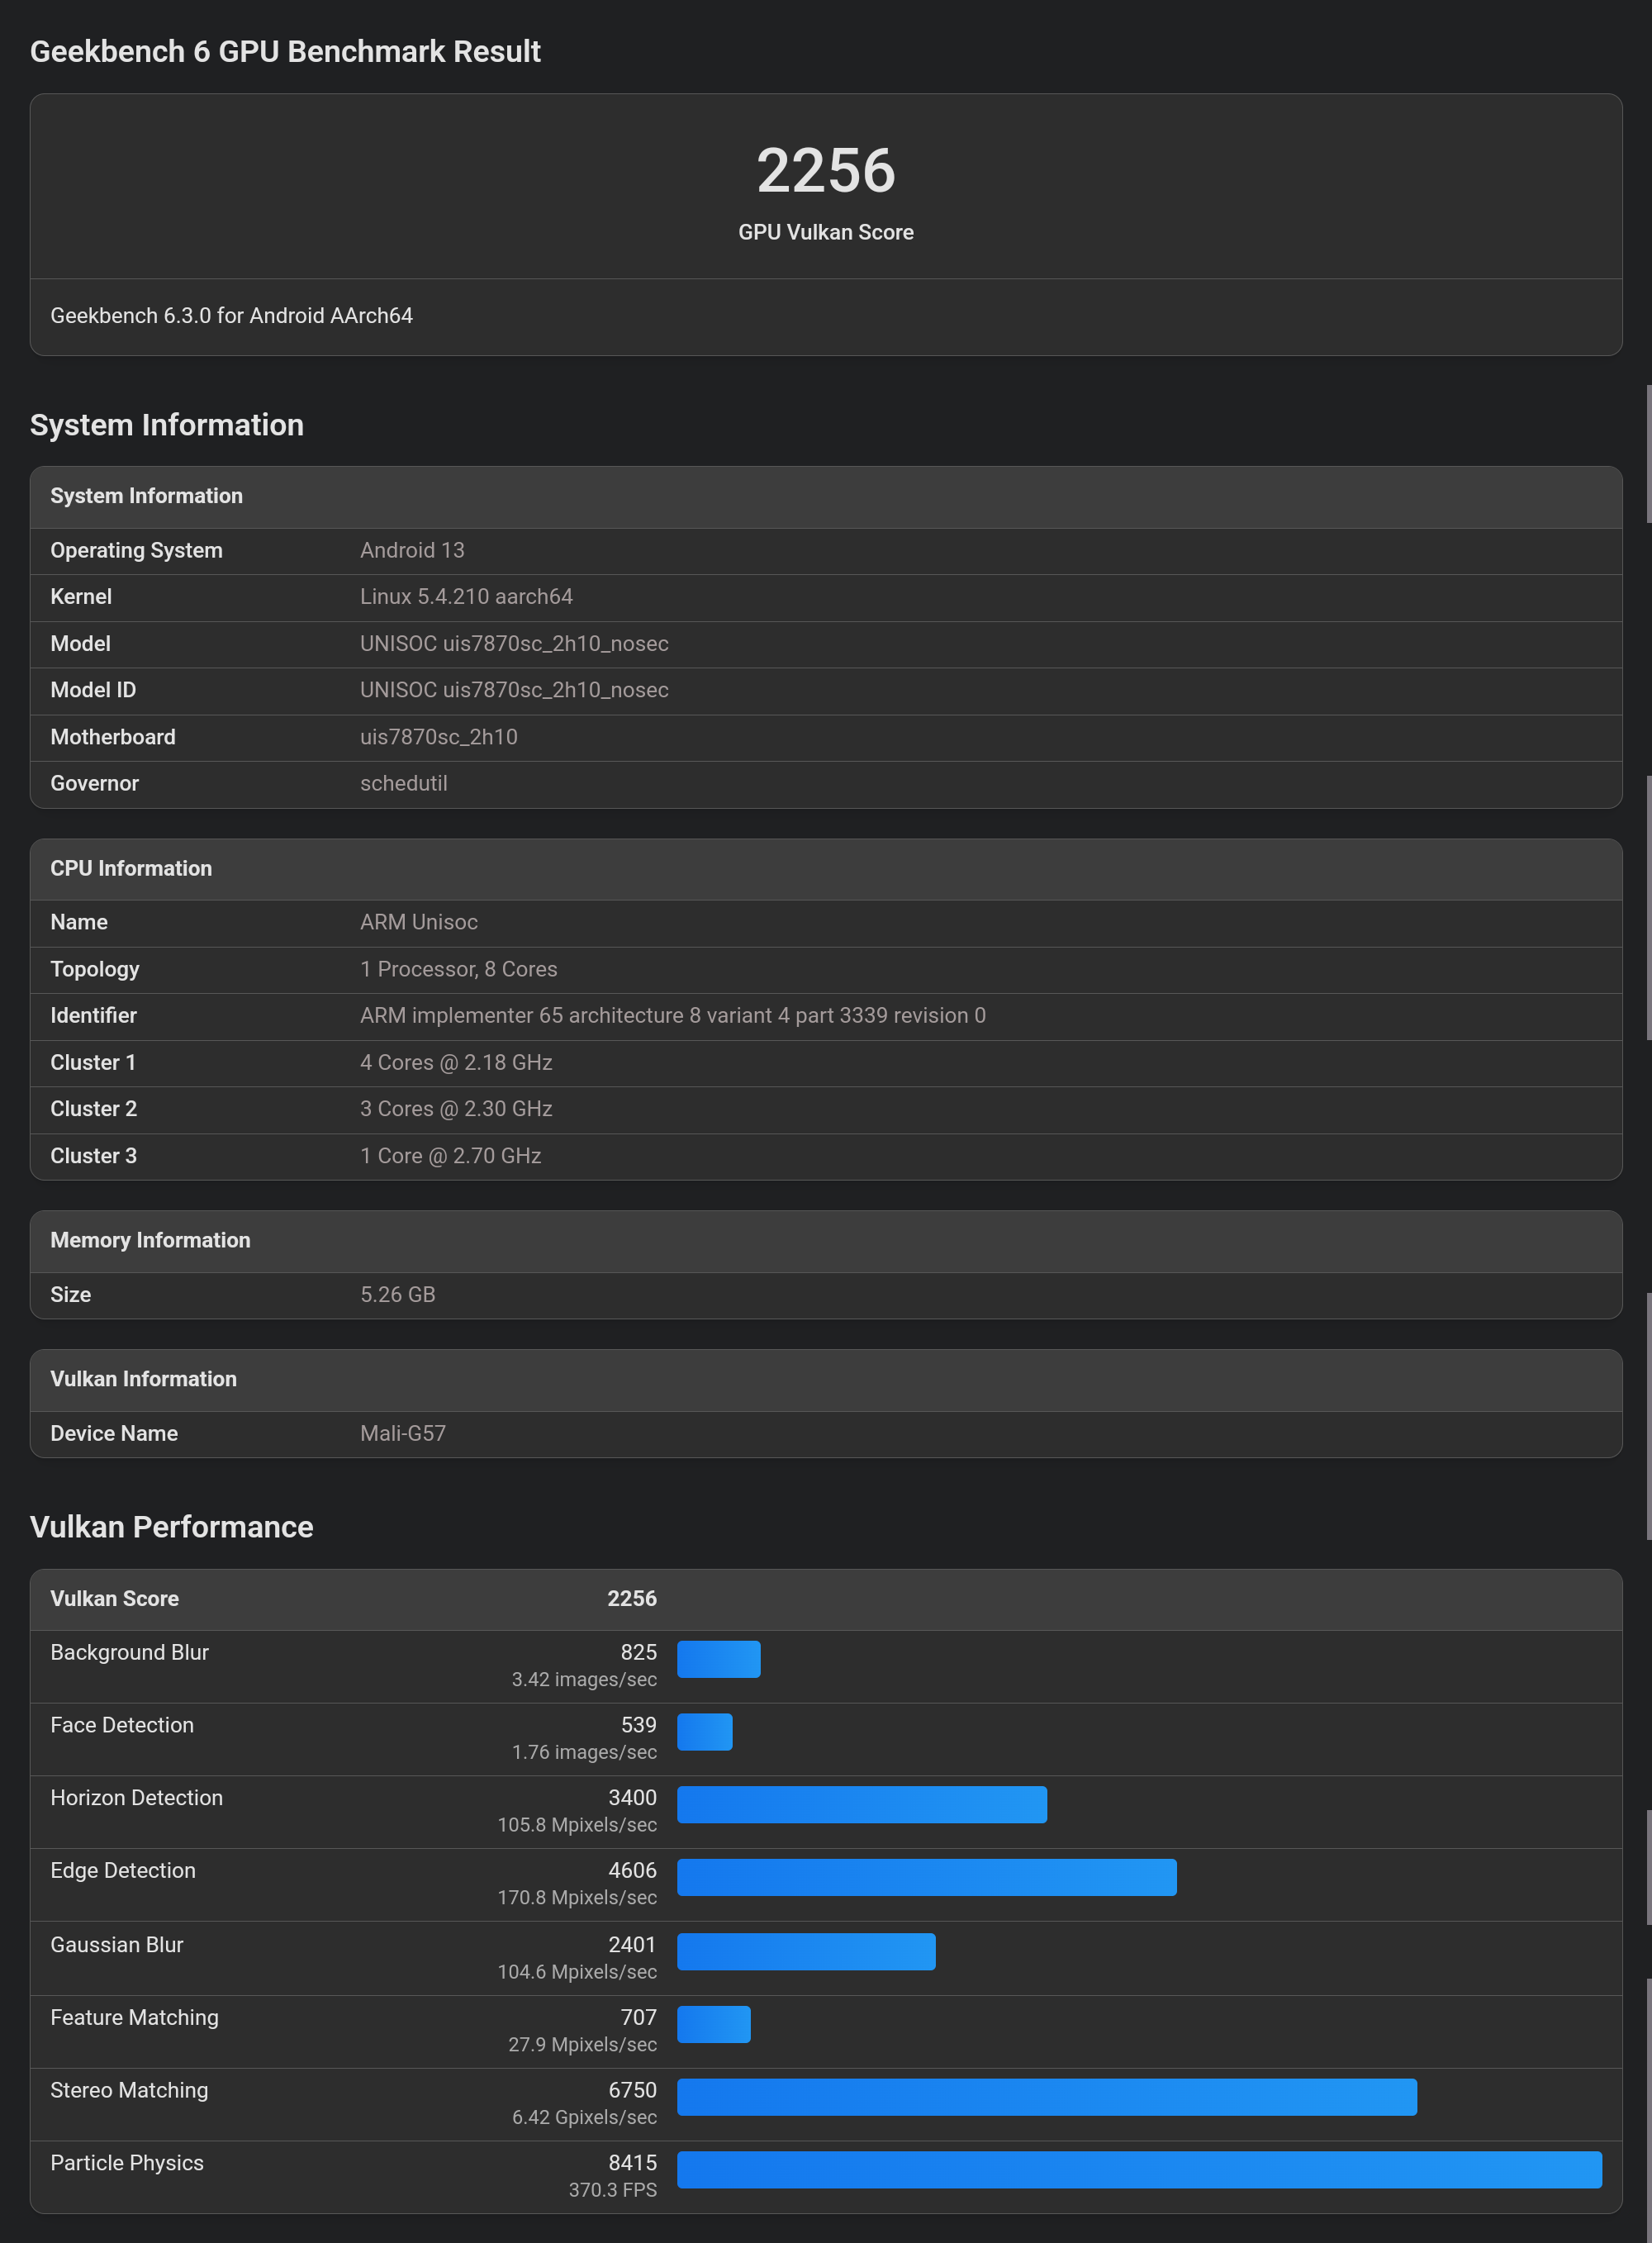 Geekbench 6 GPU Benchmark Result
2256
GPU Vulkan Score
Geekbench 6.3.0 for Android AArch64
System Information
System Information
Operating System Android 13
Kernel Linux 5.4.210 aarch64
Model UNISOC uis7870sc_2h10_nosec
Model ID UNISOC uis7870sc_2h10_nosec
Motherboard uis7870sc_2h10
Governor schedutil
CPU Information
Name ARM Unisoc
Topology 1 Processor, 8 Cores
Identifier ARM implementer 65 architecture 8 variant 4 part 3339 revision 0
Cluster 1 4 Cores @ 2.18 GHz
Cluster 2 3 Cores @ 2.30 GHz
Cluster 3 1 Core @ 2.70 GHz
Memory Information
Size 5.26 GB
Vulkan Information
Device Name Mali-G57
Vulkan Performance
Vulkan Score 2256
Background Blur 825
3.42 images/sec
Face Detection 539
1.76 images/sec
Horizon Detection 3400
105.8 Mpixels/sec
Edge Detection 4606
170.8 Mpixels/sec
Gaussian Blur 2401
104.6 Mpixels/sec
Feature Matching 707
27.9 Mpixels/sec
Stereo Matching 6750
6.42 Gpixels/sec
Particle Physics 8415
370.3 FPS